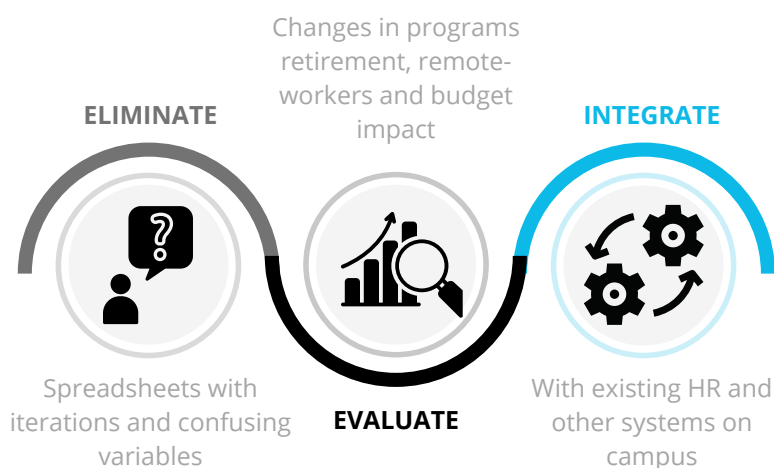 ELIMINATE
Spreadsheets with
iterations and confusing
variables
Changes in programs
retirement, remote-
workers and budget
impact
EVALUATE
INTEGRATE
With existing HR and
other systems on
campus
?